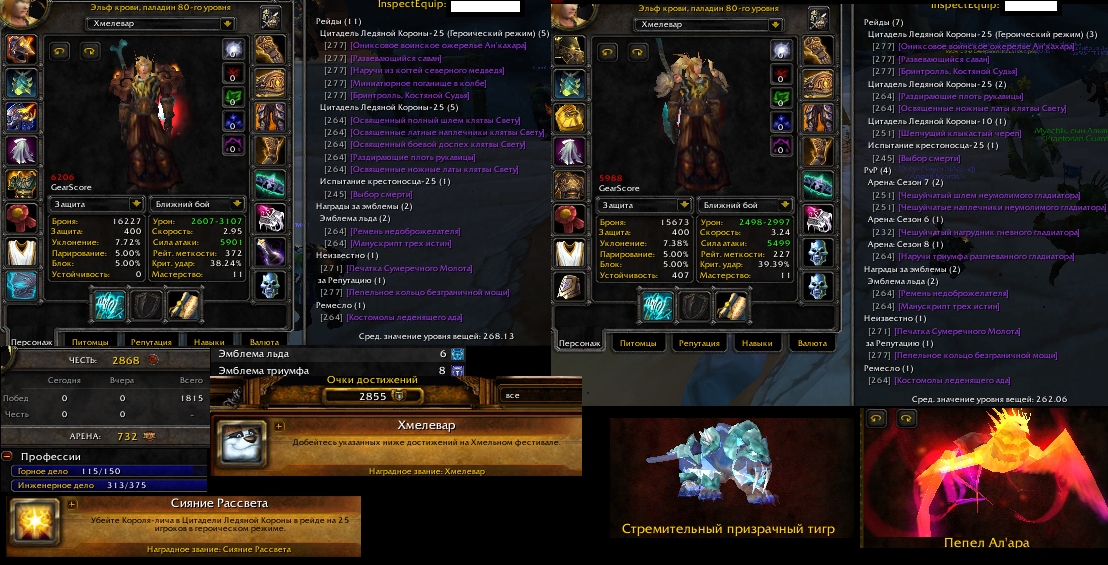 Эльф крови, паладин 80-го уровня
Хмелевар
6206
GearScore
Защита
Ближний бой
Броня: 16227
Защита: 400
Уклонение: 7.72%
Парирование: 5.00%
Блок: 5.00%
Устойчивость: 0
Урон: 2607-3107
Скорость: 2.95
Сила атаки: 5901
Рейт. меткости: 372
Крит. удар: 38.24%
Мастерство: 11
Персонаж
Питомцы
Репутация
Навыки
Валюта
InspectEquip:
Рейды (11)
Цитадель Ледяной Короны-25 (Героический режим) (5)
[277] [Ониксовое воинское ожерелье Ан'кахара]
[277] [Развевающийся саван]
[277] [Наручи из когтей северного медведя]
[277] [Миниатюрное поганище в колбе]
[277] [Бринтролль, Костяной Судья]
Цитадель Ледяной Короны-25 (5)
[264] [Освященный полный шлем клятвы Свету]
[264] [Освященные латные наплечники клятвы Свету]
[264] [Освященный боевой доспех клятвы Свету]
[264] [Раздирающие плоть рукавицы]
[264] [Освященные ножные латы клятвы Свету]
Испытание крестоносца-25 (1)
[245] [Выбор смерти]
Награды за эмблемы (2)
Эмблема льда (2)
[264] [Ремень недоброжелателя]
[264] [Манускрипт трех истин]
Неизвестно (1)
[271] [Печатка Сумеречного Молота]
за Репутацию (1)
[277] [Пепельное кольцо безграничной мощи]
Ремесло (1)
[264] [Костомолы леденящего ада]
Сред. значение уровня вещей: 268.13
Эльф крови, паладин 80-го уровня
Хмелевар
5988
GearScore
Защита
Ближний бой
Броня: 15673
Защита: 400
Уклонение: 7.38%
Парирование: 5.00%
Блок: 5.00%
Устойчивость: 407
Урон: 2498-2997
Скорость: 3.24
Сила атаки: 5499
Рейт. меткости: 227
Крит. удар: 39.39%
Мастерство: 11
Персонаж
Питомцы
Репутация
Навыки
Валюта
InspectEquip:
Рейды (7)
Цитадель Ледяной Короны-25 (Героический режим) (3)
[277] [Ониксовое воинское ожерелье Ан'кахара]
[277] [Развевающийся саван]
[277] [Бринтролль, Костяной Судья]
Цитадель Ледяной Короны-25 (2)
[264] [Раздирающие плоть рукавицы]
[264] [Освященные ножные латы клятвы Свету]
Цитадель Ледяной Короны-10 (1)
[251] [Шепчущий клыкастый череп]
Испытание крестоносца-25 (1)
[245] [Выбор смерти]
PvP (4)
Арена: Сезон 7 (2)
[251] [Чешуйчатый шлем неумолимого гладиатора]
[251] [Чешуйчатые наплечники неумолимого гладиатора]
Арена: Сезон 6 (1)
[232] [Чешуйчатый нагрудник гневного гладиатора]
Арена: Сезон 8 (1)
[264] [Наручи триумфа разгневанного гладиатора]
Награды за эмблемы (2)
Эмблема льда (2)
[264] [Ремень недоброжелателя]
[264] [Манускрипт трех истин]
Неизвестно (1)
[271] [Печатка Сумеречного Молота]
за Репутацию (1)
[277] [Пепельное кольцо безграничной мощи]
Ремесло (1)
[264] [Костомолы леденящего ада]
Сред. значение уровня вещей: 262.06
ЧЕСТЬ: 2868
Сегодня Вчера Всего
Побед 0 0 1815
Честь 0 0 -
АРЕНА: 732
Профессии
Горное дело 115/150
Инженерное дело 313/375
Эмблема льда 6
Эмблема триумфа 8
Очки достижений
2855
все
Хмелевар
Добейтесь указанных ниже достижений на Хмельном фестивале.
Наградное звание: Хмелевар
Сияние Рассвета
Убейте Короля-лича в Цитадели Ледяной Короны в рейде на 25
игроков в героическом режиме.
Наградное звание: Сияние Рассвета
Стремительный призрачный тигр
Пепел Ал'ара